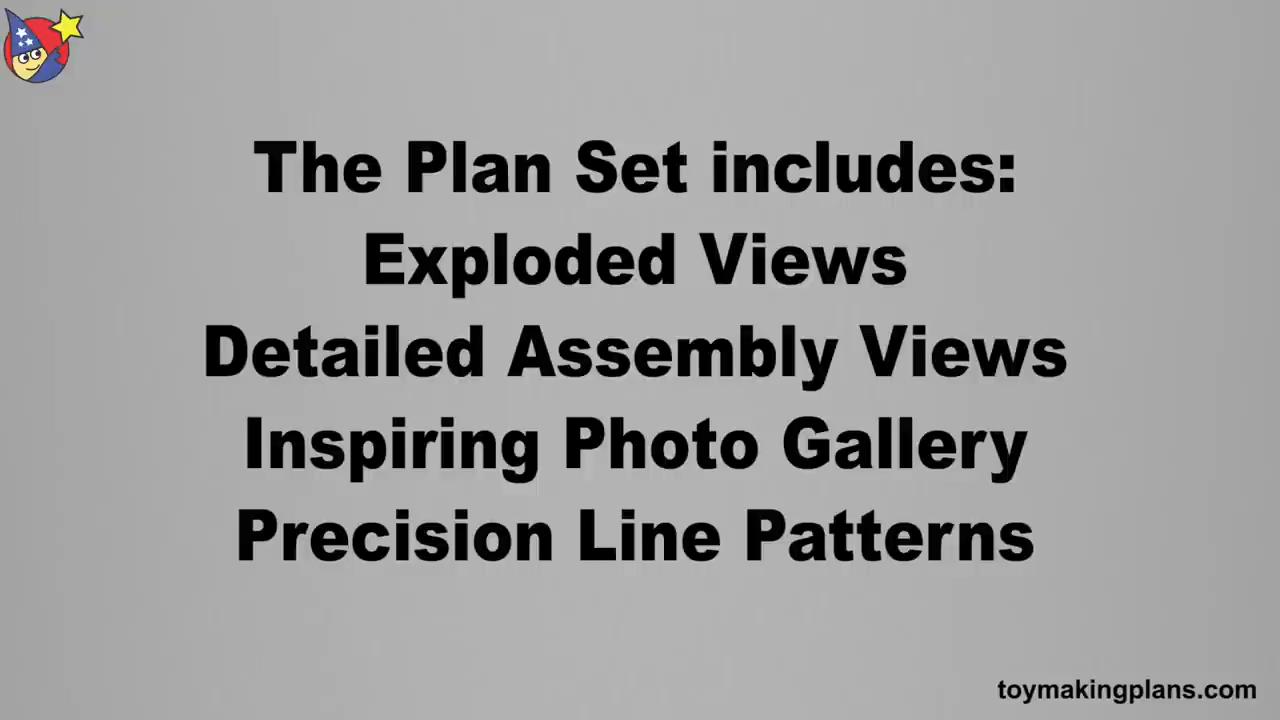 The Plan Set includes:
Exploded Views
Detailed Assembly Views
Inspiring Photo Gallery
Precision Line Patterns
toymakingplans.com